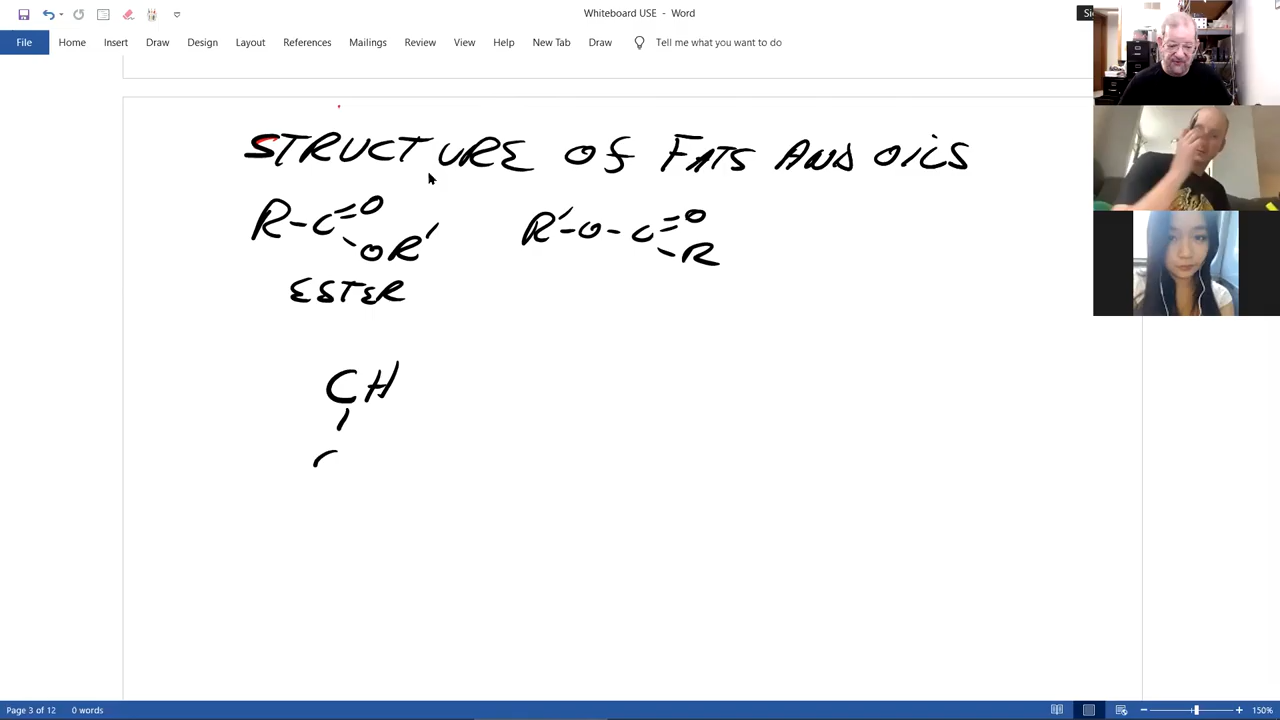 Whiteboard USE - Word
Si
File Home Insert Draw Design Layout References Mailings Review View Help New Tab Draw Tell me what you want to do
STRUCTURE OF FATS AND OILS
R-C=O
OR'
R'-O-C=O
-R
ESTER
CH
C
Page 3 of 12 0 words
150%